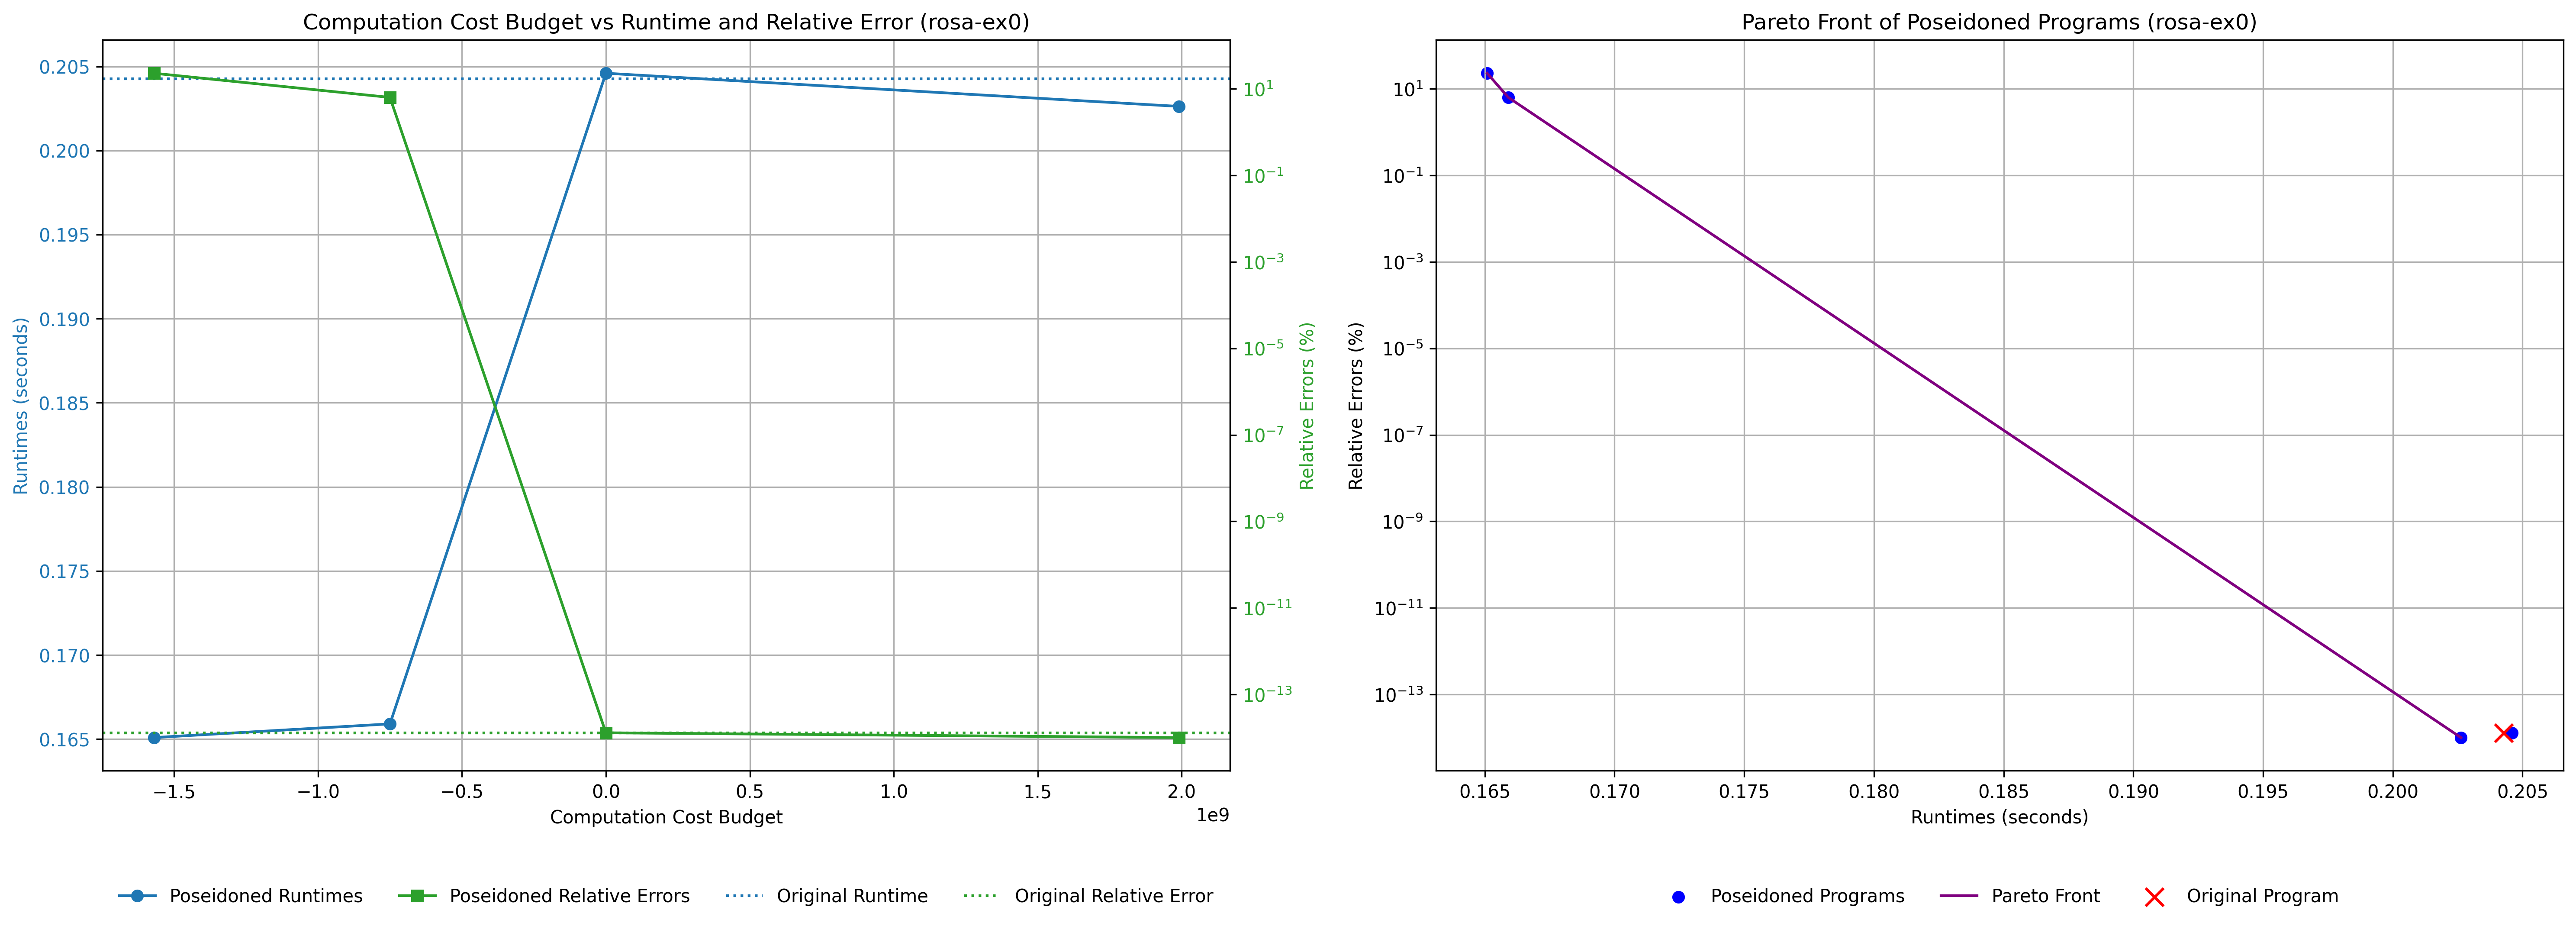 Computation Cost Budget vs Runtime and Relative Error (rosa-ex0)
Runtimes (seconds)
0.205
0.200
0.195
0.190
0.185
0.180
0.175
0.170
0.165
−1.5 −1.0 −0.5 0.0 0.5 1.0 1.5 2.0
1e9
Computation Cost Budget
10¹
10⁻¹
10⁻³
10⁻⁵
10⁻⁷
10⁻⁹
10⁻¹¹
10⁻¹³
Relative Errors (%)
Poseidoned Runtimes Poseidoned Relative Errors Original Runtime Original Relative Error
Pareto Front of Poseidoned Programs (rosa-ex0)
Relative Errors (%)
10¹
10⁻¹
10⁻³
10⁻⁵
10⁻⁷
10⁻⁹
10⁻¹¹
10⁻¹³
0.165 0.170 0.175 0.180 0.185 0.190 0.195 0.200 0.205
Runtimes (seconds)
Poseidoned Programs Pareto Front Original Program